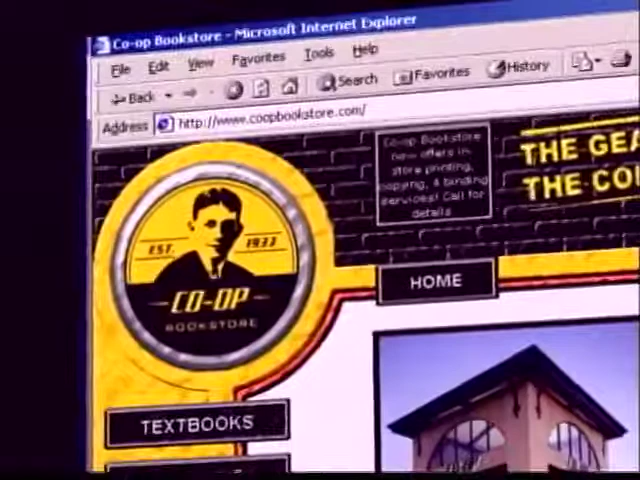 Co-op Bookstore - Microsoft Internet Explorer
File Edit View Favorites Tools Help
Back Search Favorites History
Address http://www.coopbookstore.com/
Co-op Bookstore
new offers in-
store printing,
copying, & binding
services! Call for
details
THE GEA
THE CO
EST. 1933
CO-OP
BOOKSTORE
HOME
TEXTBOOKS